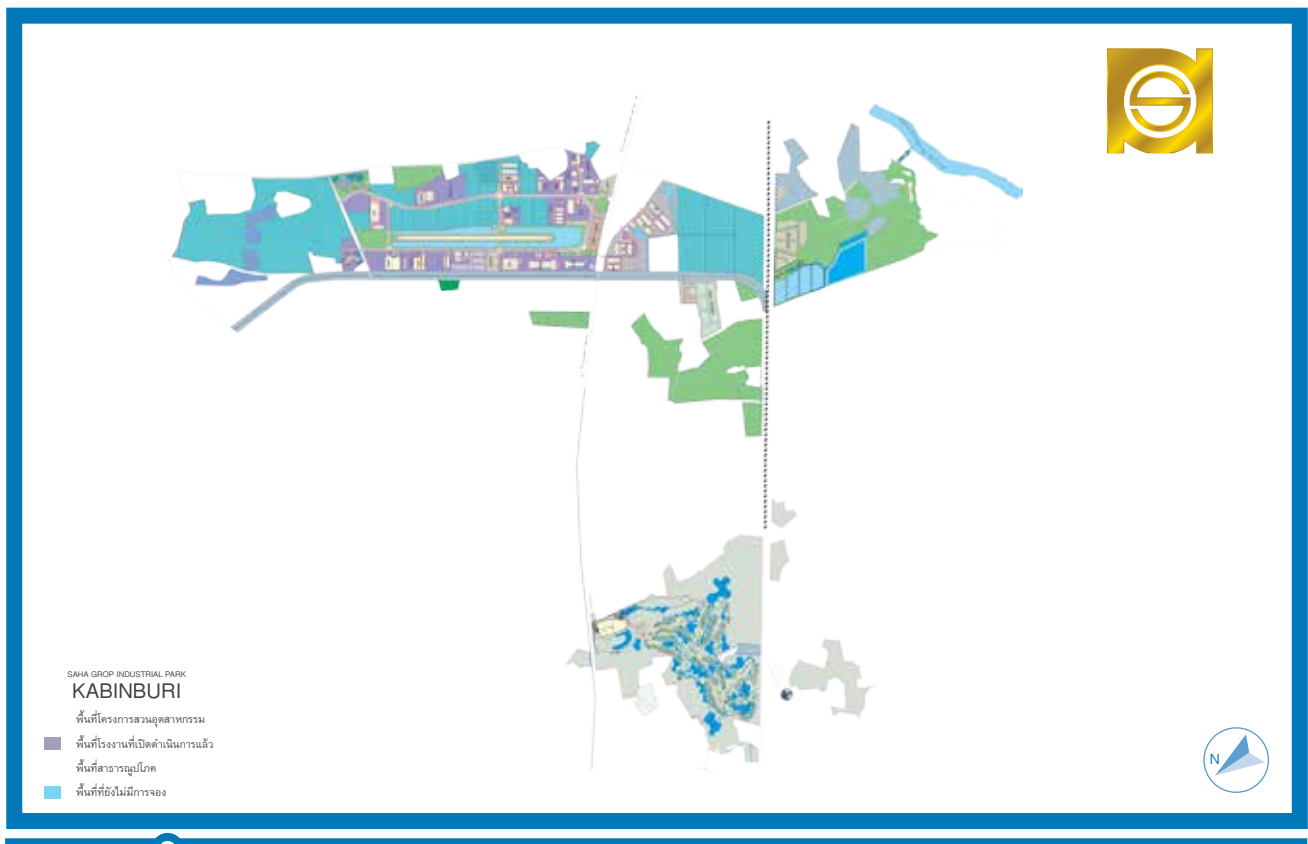 SAHA GROP INDUSTRIAL PARK
KABINBURI
พื้นที่โครงการสวนอุตสาหกรรม
พื้นที่โรงงานที่เปิดดำเนินการแล้ว
พื้นที่สาธารณูปโภค
พื้นที่ที่ยังไม่มีการจอง
N